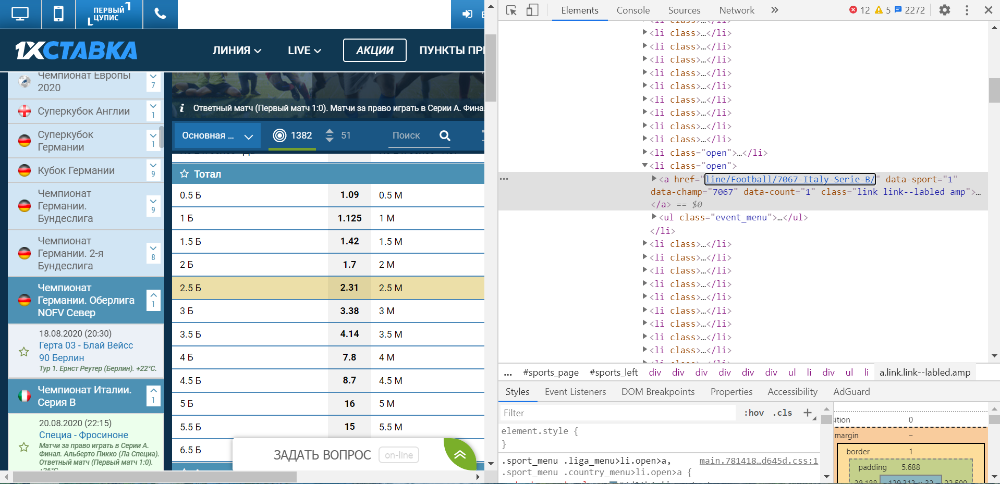 ПЕРВЫЙ
ЦУПИС
1XСТАВКА
ЛИНИЯ
LIVE
АКЦИИ
ПУНКТЫ ПРИ
Чемпионат Европы
2020
7
Суперкубок Англии
1
Суперкубок
Германии
1
Кубок Германии
9
Чемпионат
Германии.
Бундеслига
9
Чемпионат
Германии. 2-я
Бундеслига
8
Чемпионат
Германии. Оберлига
NOFV Север
1
18.08.2020 (20:30)
Герта 03 - Блай Вейсс
90 Берлин
Тур 1. Ернст Реутер (Берлин). +22°C.
Чемпионат Италии.
Серия B
1
20.08.2020 (22:15)
Специа - Фросиноне
Матчи за право играть в Серии А.
Финал. Альберто Пикко (Ла Специа).
Ответный матч (Первый матч 1:0).
+26°C
Ответный матч (Первый матч 1:0). Матчи за право играть в Серии А. Финал.
Основная ...
1382
51
Поиск
Тотал
0.5 Б 1.09 0.5 М
1 Б 1.125 1 М
1.5 Б 1.42 1.5 М
2 Б 1.7 2 М
2.5 Б 2.31 2.5 М
3 Б 3.38 3 М
3.5 Б 4.14 3.5 М
4 Б 7.8 4 М
4.5 Б 8.7 4.5 М
5 Б 16 5 М
5.5 Б 15 5.5 М
6.5 Б
ЗАДАТЬ ВОПРОС on-line
Elements Console Sources Network » 12 5 2272
<li class>…</li>
<li class>…</li>
<li class>…</li>
<li class>…</li>
<li class>…</li>
<li class>…</li>
<li class>…</li>
<li class>…</li>
<li class>…</li>
<li class>…</li>
<li class="open">…</li>
<li class="open">
<a href="line/Football/7067-Italy-Serie-B/" data-sport="1"
data-champ="7067" data-count="1" class="link link--labled amp">…
</a> == $0
<ul class="event_menu">…</ul>
</li>
<li class>…</li>
<li class>…</li>
<li class>…</li>
<li class>…</li>
<li class>…</li>
<li class>…</li>
<li class>…</li>
<li class>…</li>
<li class>…</li>
<li class>…</li>
... #sports_page #sports_left div div div div div div ul li div ul li a.link.link--labled.amp
Styles Event Listeners DOM Breakpoints Properties Accessibility AdGuard
Filter :hov .cls +
element.style {
}
.sport_menu .liga_menu>li.open>a, main.781418…d645d.css:1
.sport_menu .country_menu>li.open>a {
sition 0
margin –
border 1
padding 5.688